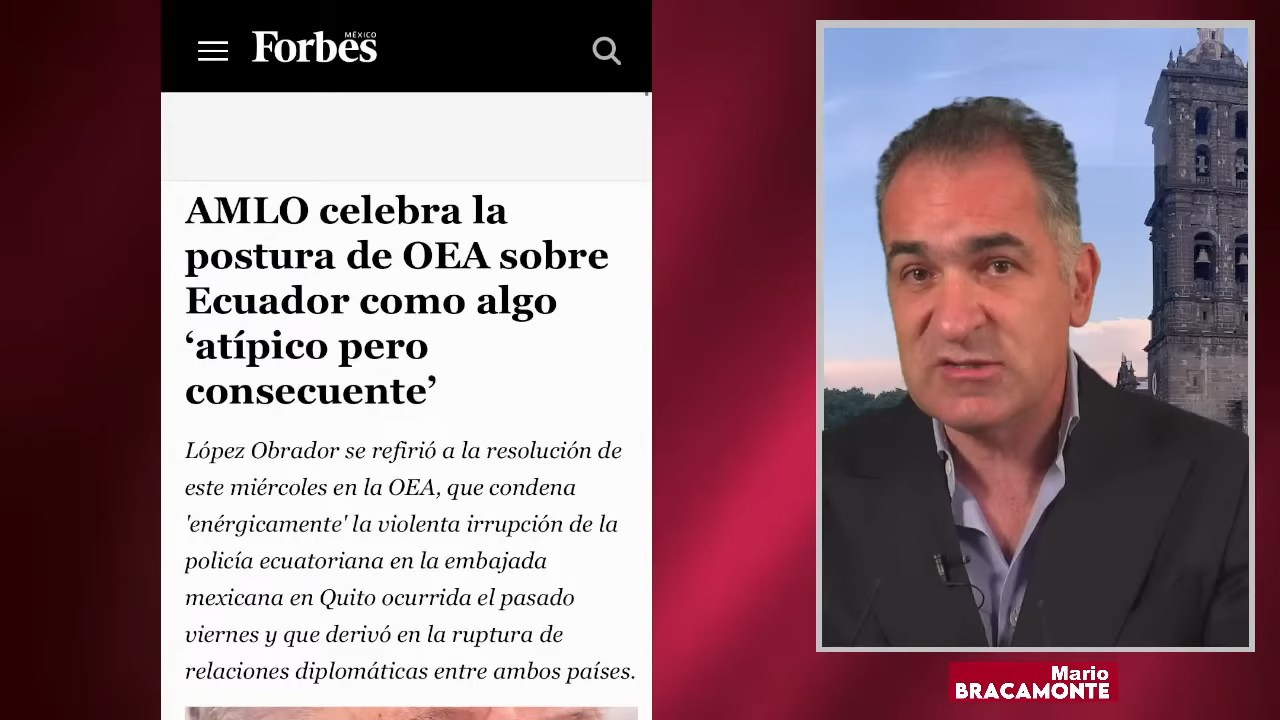 Forbes
MÉXICO
AMLO celebra la
postura de OEA sobre
Ecuador como algo
‘atípico pero
consecuente’
López Obrador se refirió a la resolución de
este miércoles en la OEA, que condena
'enérgicamente' la violenta irrupción de la
policía ecuatoriana en la embajada
mexicana en Quito ocurrida el pasado
viernes y que derivó en la ruptura de
relaciones diplomáticas entre ambos países.
Mario
BRACAMONTE